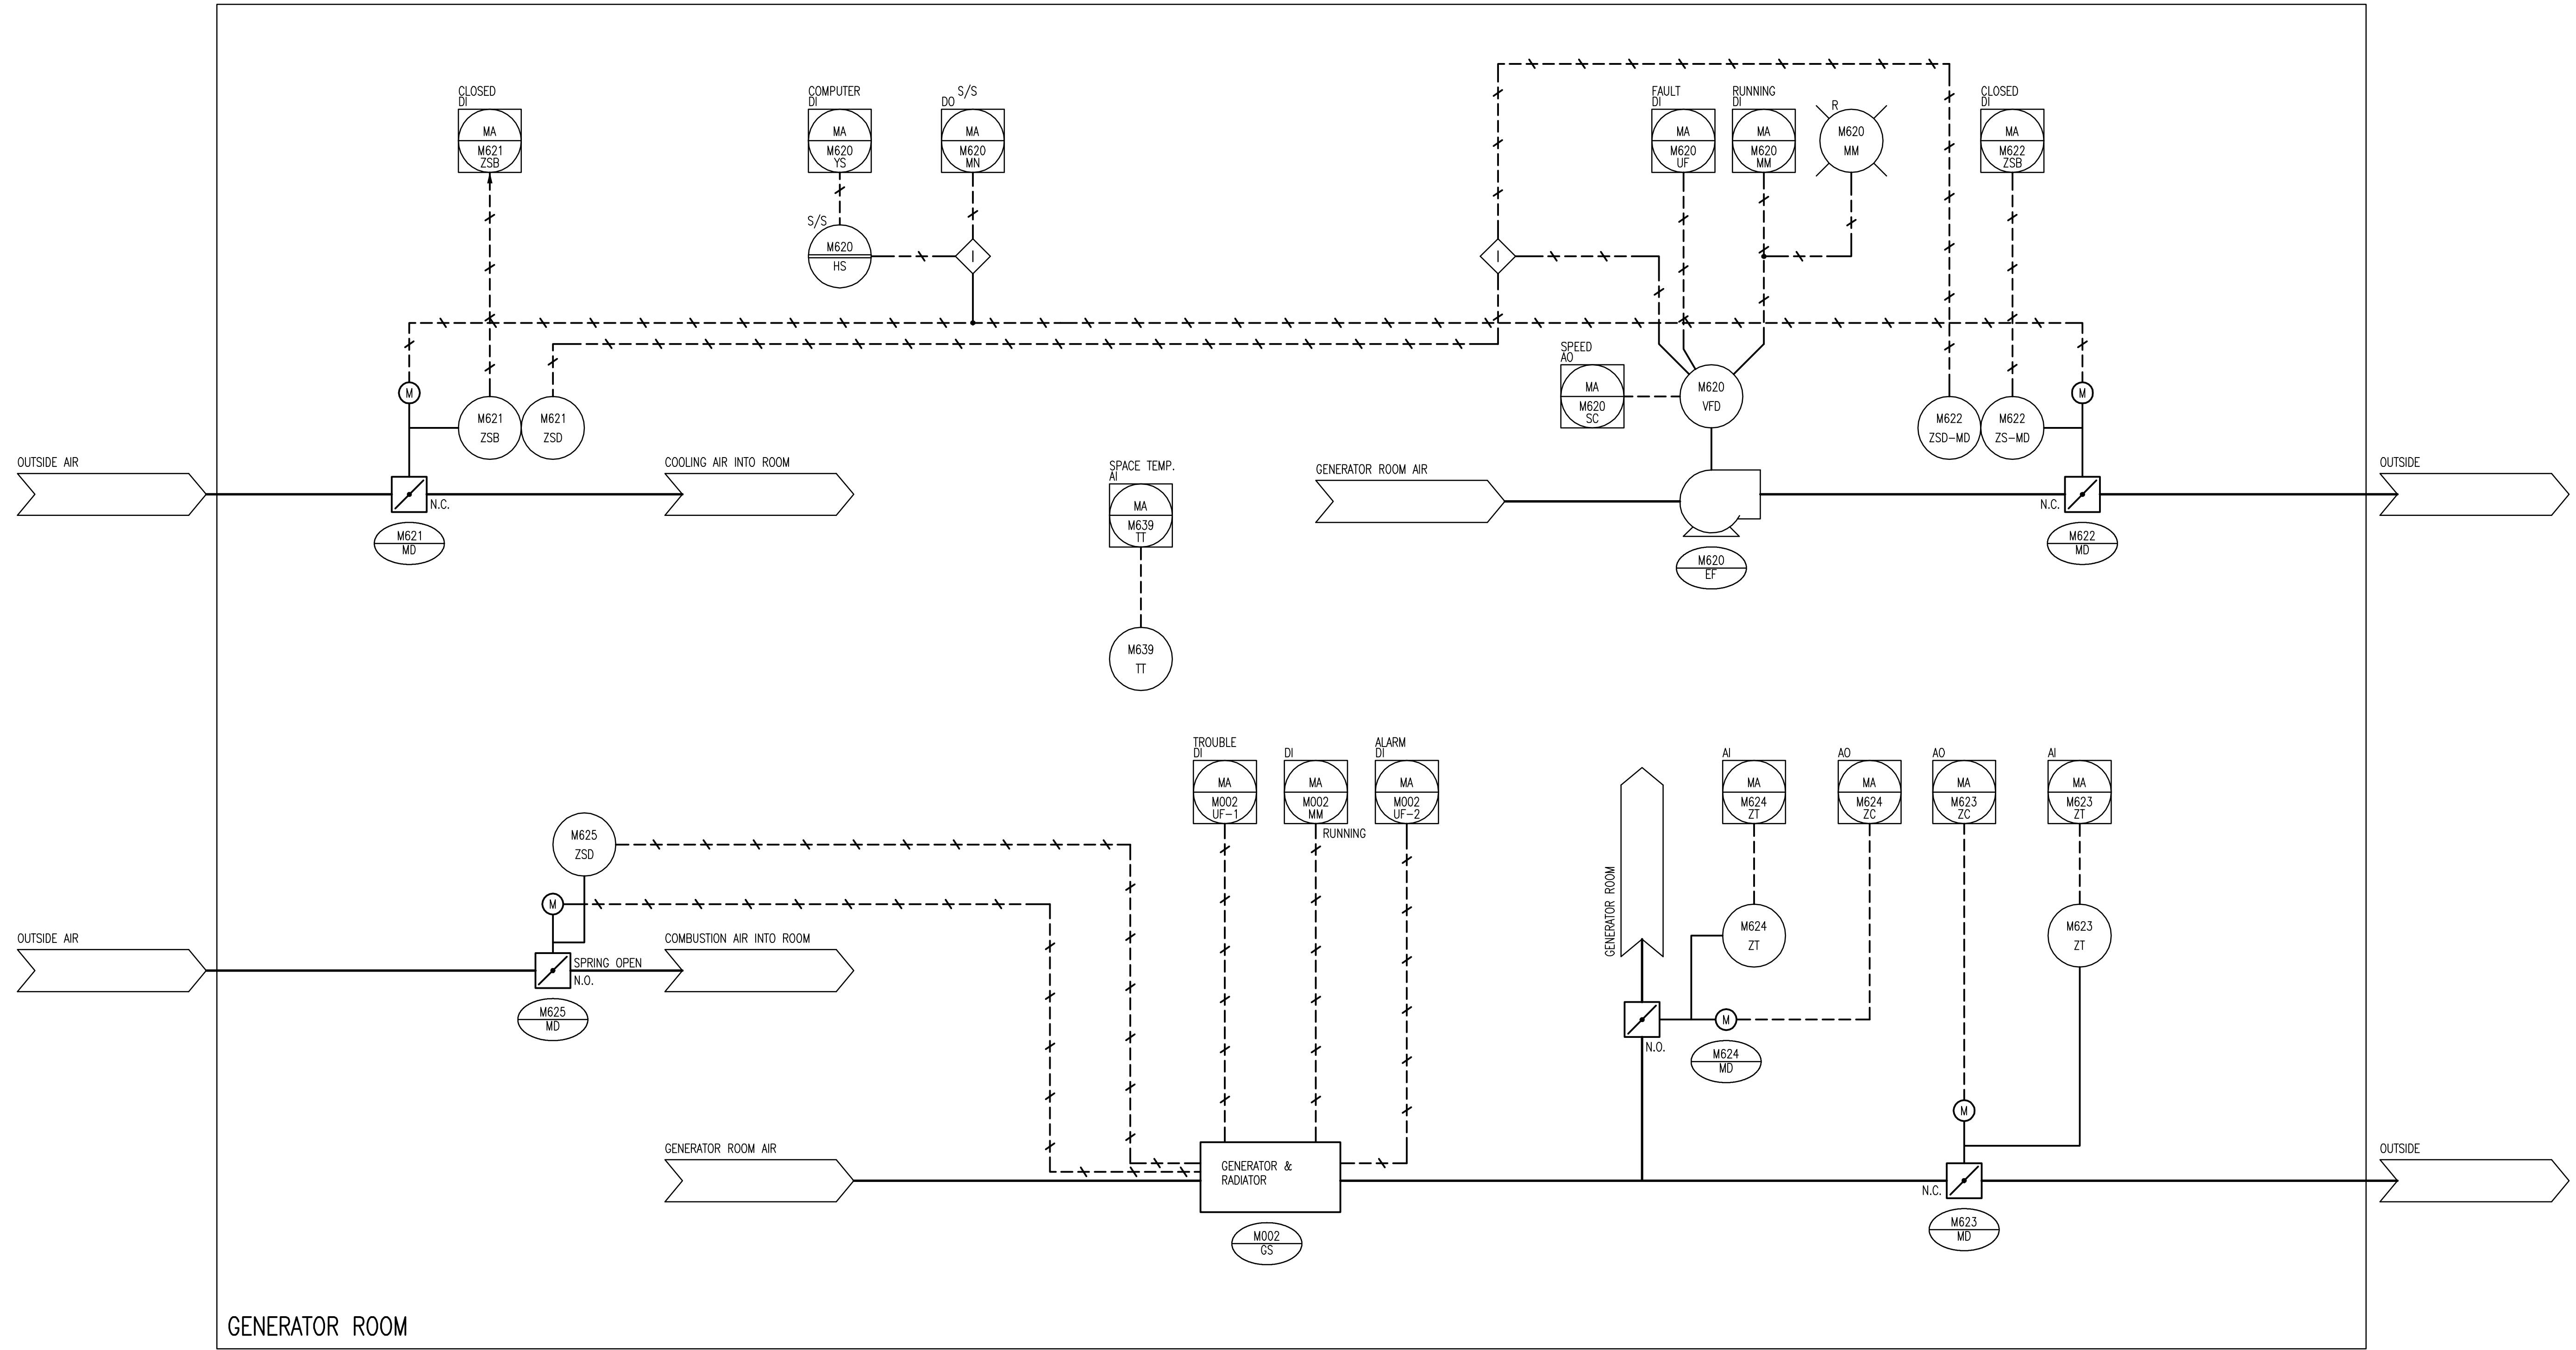 CLOSED
DI
MA
M621
ZSB
COMPUTER
DI
MA
M620
YS
S/S
DO
MA
M620
MN
S/S
M620
HS
I
I
FAULT
DI
MA
M620
UF
RUNNING
DI
MA
M620
MM
R
M620
MM
CLOSED
DI
MA
M622
ZSB
M
M621
ZSB
M621
ZSD
SPEED
AO
MA
M620
SC
M620
VFD
M622
ZSD-MD
M622
ZS-MD
M
OUTSIDE AIR
N.C.
M621
MD
COOLING AIR INTO ROOM
SPACE TEMP.
AI
MA
M639
TT
M639
TT
GENERATOR ROOM AIR
M620
EF
N.C.
M622
MD
OUTSIDE
TROUBLE
DI
MA
M002
UF-1
DI
MA
M002
MM
RUNNING
ALARM
DI
MA
M002
UF-2
AI
MA
M624
ZT
AO
MA
M624
ZC
AO
MA
M623
ZC
AI
MA
M623
ZT
M625
ZSD
M
OUTSIDE AIR
SPRING OPEN
N.O.
M625
MD
COMBUSTION AIR INTO ROOM
GENERATOR ROOM
M624
ZT
M623
ZT
M
N.O.
M624
MD
M
GENERATOR ROOM AIR
GENERATOR &
RADIATOR
M002
GS
N.C.
M623
MD
OUTSIDE
GENERATOR ROOM